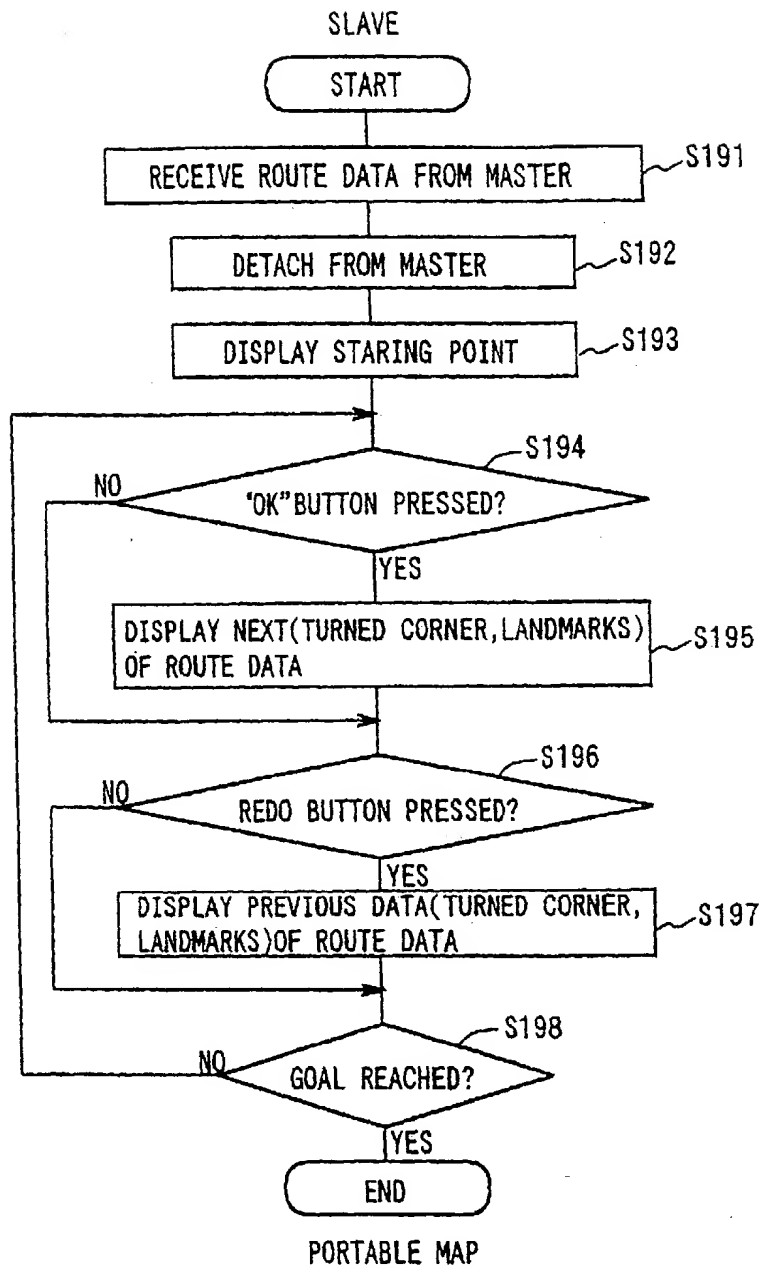 SLAVE
START
RECEIVE ROUTE DATA FROM MASTER
S191
DETACH FROM MASTER
S192
DISPLAY STARING POINT
S193
S194
NO
"OK" BUTTON PRESSED?
YES
DISPLAY NEXT(TURNED CORNER, LANDMARKS)
OF ROUTE DATA
S195
S196
NO
REDO BUTTON PRESSED?
YES
DISPLAY PREVIOUS DATA(TURNED CORNER,
LANDMARKS)OF ROUTE DATA
S197
S198
NO
GOAL REACHED?
YES
END
PORTABLE MAP